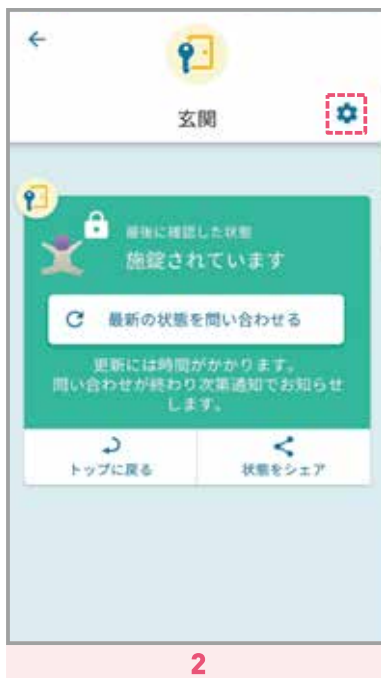 玄関
最後に確認した状態
施錠されています
最新の状態を問い合わせる
更新には時間がかかります。
問い合わせが終わり次第通知でお知らせ
します。
トップに戻る
状態をシェア
2